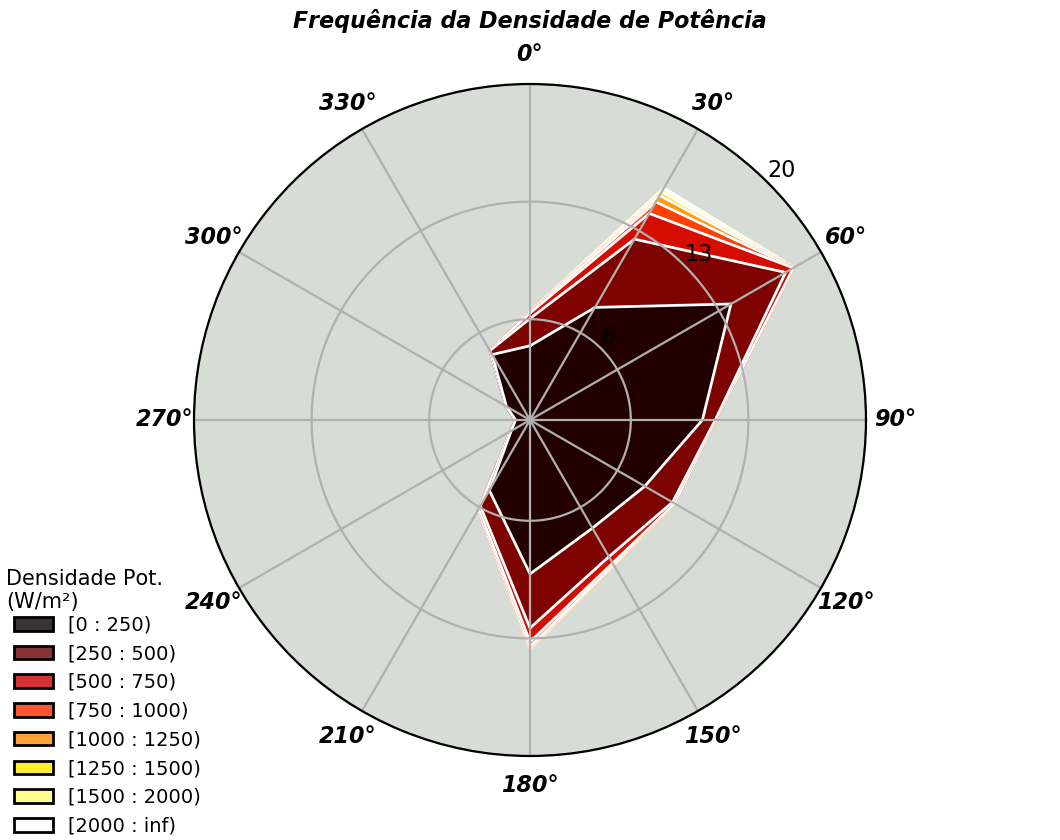 Frequência da Densidade de Potência
0°
330°
30°
20
300°
60°
13
6
270°
90°
240°
120°
210°
150°
180°
Densidade Pot.
(W/m²)
[0 : 250)
[250 : 500)
[500 : 750)
[750 : 1000)
[1000 : 1250)
[1250 : 1500)
[1500 : 2000)
[2000 : inf)